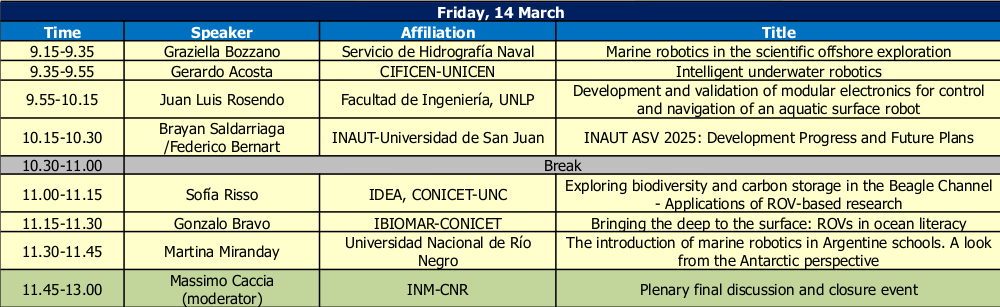 Friday, 14 March
Time Speaker Affiliation Title
9.15-9.35 Graziella Bozzano Servicio de Hidrografía Naval Marine robotics in the scientific offshore exploration
9.35-9.55 Gerardo Acosta CIFICEN-UNICEN Intelligent underwater robotics
9.55-10.15 Juan Luis Rosendo Facultad de Ingeniería, UNLP Development and validation of modular electronics for control
and navigation of an aquatic surface robot
10.15-10.30 Brayan Saldarriaga
/Federico Bernart INAUT-Universidad de San Juan INAUT ASV 2025: Development Progress and Future Plans
10.30-11.00 Break
11.00-11.15 Sofía Risso IDEA, CONICET-UNC Exploring biodiversity and carbon storage in the Beagle Channel
- Applications of ROV-based research
11.15-11.30 Gonzalo Bravo IBIOMAR-CONICET Bringing the deep to the surface: ROVs in ocean literacy
11.30-11.45 Martina Miranday Universidad Nacional de Río
Negro The introduction of marine robotics in Argentine schools. A look
from the Antarctic perspective
11.45-13.00 Massimo Caccia
(moderator) INM-CNR Plenary final discussion and closure event